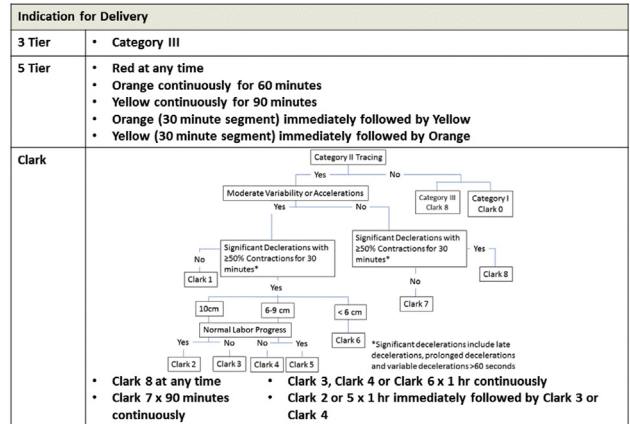 Indication for Delivery
3 Tier
• Category III
5 Tier
• Red at any time
• Orange continuously for 60 minutes
• Yellow continuously for 90 minutes
• Orange (30 minute segment) immediately followed by Yellow
• Yellow (30 minute segment) immediately followed by Orange
Clark
Category II Tracing
Yes
No
Moderate Variability or Accelerations
Category III
Clark 8
Category I
Clark 0
Yes
No
Significant Declerations with
≥50% Contractions for 30
minutes*
Significant Declerations with
≥50% Contractions for 30
minutes*
No
Clark 1
Yes
Yes
Clark 8
No
Clark 7
10cm
6-9 cm
< 6 cm
Normal Labor Progress
Clark 6
Yes
No
No
Yes
Clark 2
Clark 3
Clark 4
Clark 5
*Significant decelerations include late
decelerations, prolonged decelerations
and variable decelerations >60 seconds
• Clark 8 at any time
• Clark 7 x 90 minutes
continuously
• Clark 3, Clark 4 or Clark 6 x 1 hr continuously
• Clark 2 or 5 x 1 hr immediately followed by Clark 3 or
Clark 4